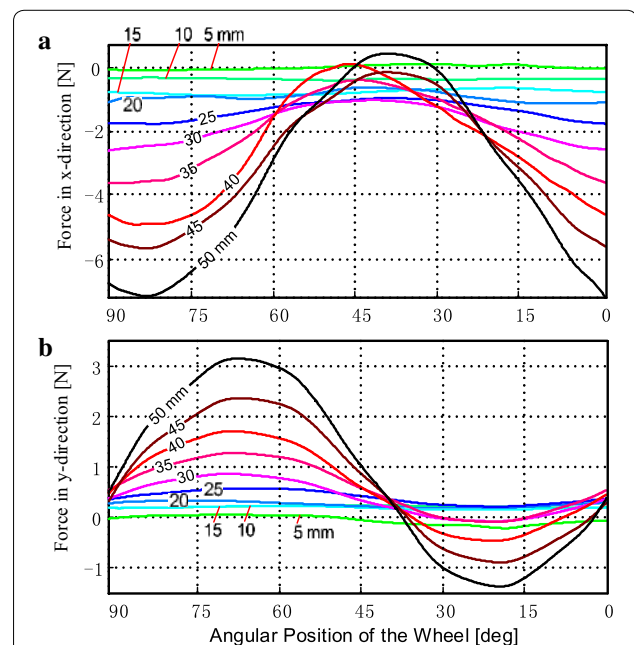 a
15 10 5 mm
0
20
25
-2
30
35
-4
40
45
50 mm
-6
Force in x-direction [N]
90 75 60 45 30 15 0
b
3
50 mm
45
2
40
35
1
30
25
20
0
15 10 5 mm
-1
Force in y-direction [N]
90 75 60 45 30 15 0
Angular Position of the Wheel [deg]